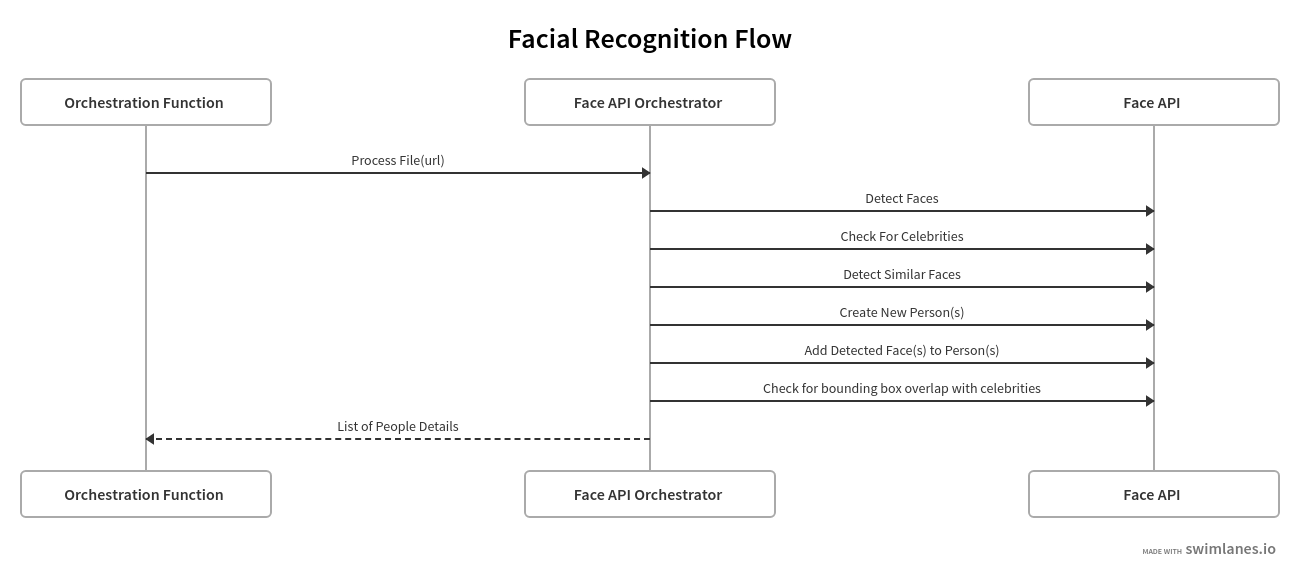 Facial Recognition Flow
Orchestration Function
Face API Orchestrator
Face API
Process File(url)
Detect Faces
Check For Celebrities
Detect Similar Faces
Create New Person(s)
Add Detected Face(s) to Person(s)
Check for bounding box overlap with celebrities
List of People Details
Orchestration Function
Face API Orchestrator
Face API
MADE WITH swimlanes.io